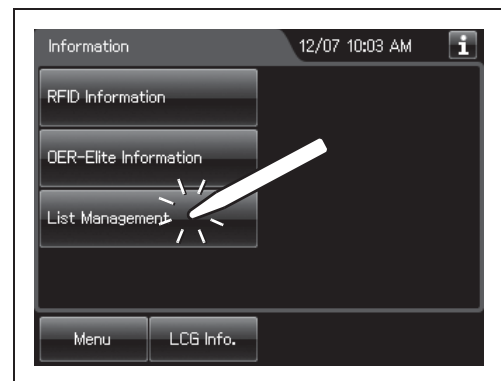 Information 12/07 10:03 AM i
RFID Information
OER-Elite Information
List Management
Menu LCG Info.